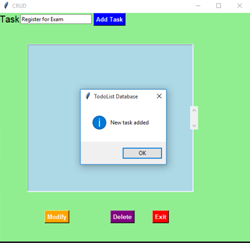 CRUD
Task Register for Exam Add Task
TodoList Database
New task added
OK
Modify Delete Exit